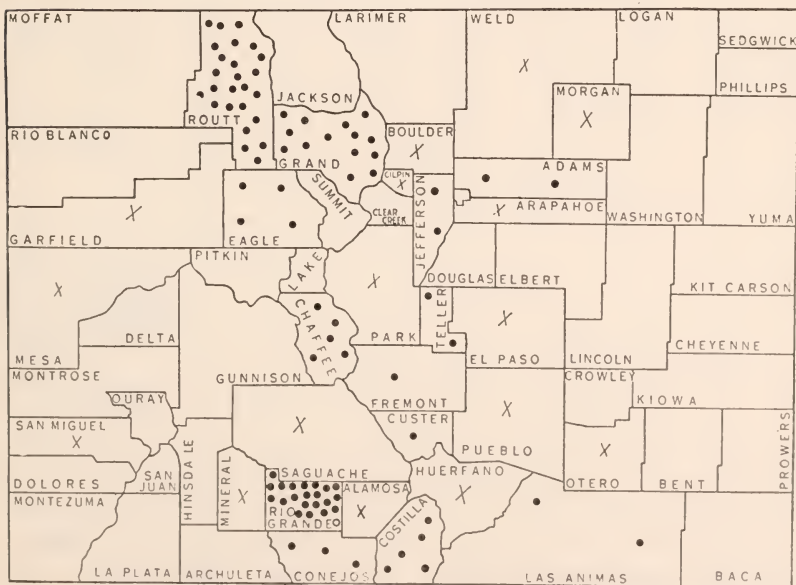 MOFFAT
LARIMER
WELD
LOGAN
SEDGWICK
PHILLIPS
JACKSON
MORGAN
ROUTT
RIO BLANCO
BOULDER
GRAND
GILPIN
ADAMS
SUMMIT
CLEAR
CREEK
JEFFERSON
ARAPAHOE
WASHINGTON
YUMA
GARFIELD
EAGLE
PITKIN
LAKE
DOUGLAS
ELBERT
KIT CARSON
CHAFFEE
PARK
TELLER
DELTA
MESA
EL PASO
LINCOLN
CHEYENNE
MONTROSE
GUNNISON
CROWLEY
OURAY
FREMONT
KIOWA
SAN MIGUEL
CUSTER
PUEBLO
PROWERS
SAGUACHE
HUERFANO
OTERO
BENT
DOLORES
SAN
JUAN
HINSDALE
MINERAL
ALAMOSA
MONTEZUMA
RIO
GRANDE
COSTILLA
LA PLATA
ARCHULETA
CONEJOS
LAS ANIMAS
BACA